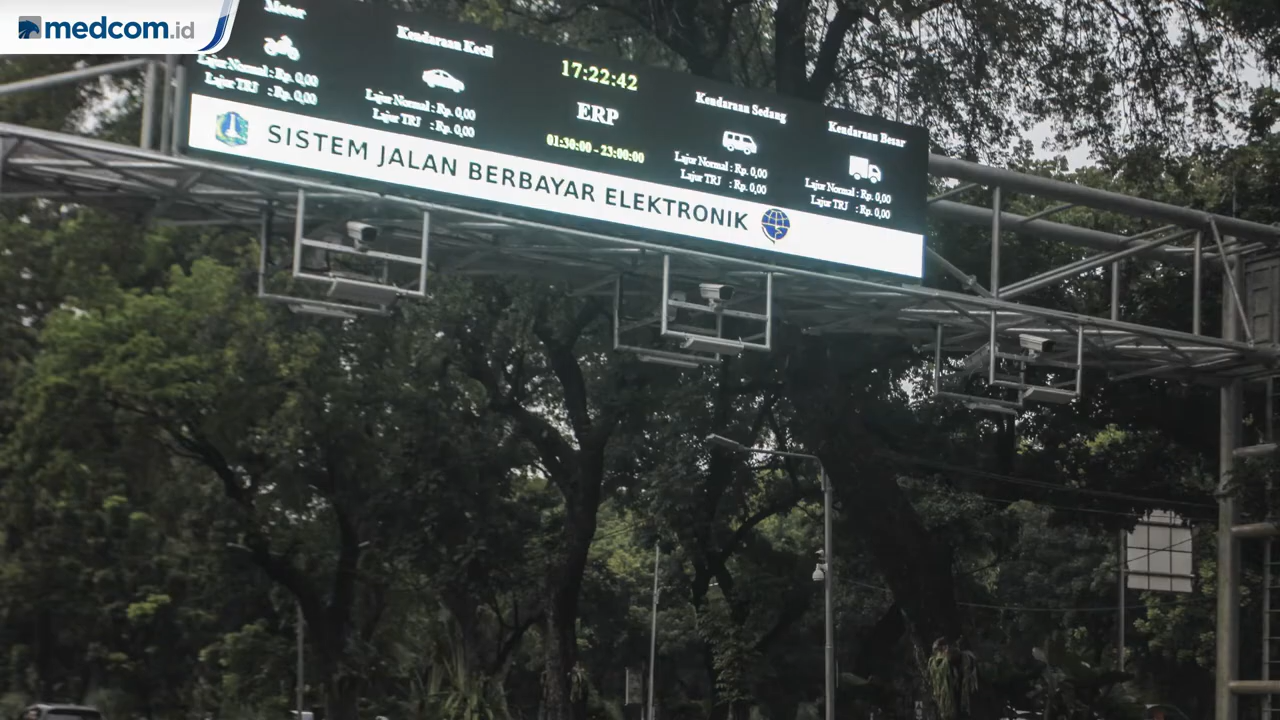 medcom.id
Motor
Lajur Normal : Rp. 0,00
Lajur TRJ : Rp. 0,00
Kendaraan Kecil
Lajur Normal : Rp. 0,00
Lajur TRJ : Rp. 0,00
17:22:42
ERP
01:30:00 - 23:00:00
Kendaraan Sedang
Lajur Normal : Rp. 0,00
Lajur TRJ : Rp. 0,00
Kendaraan Besar
Lajur Normal : Rp. 0,00
Lajur TRJ : Rp. 0,00
SISTEM JALAN BERBAYAR ELEKTRONIK